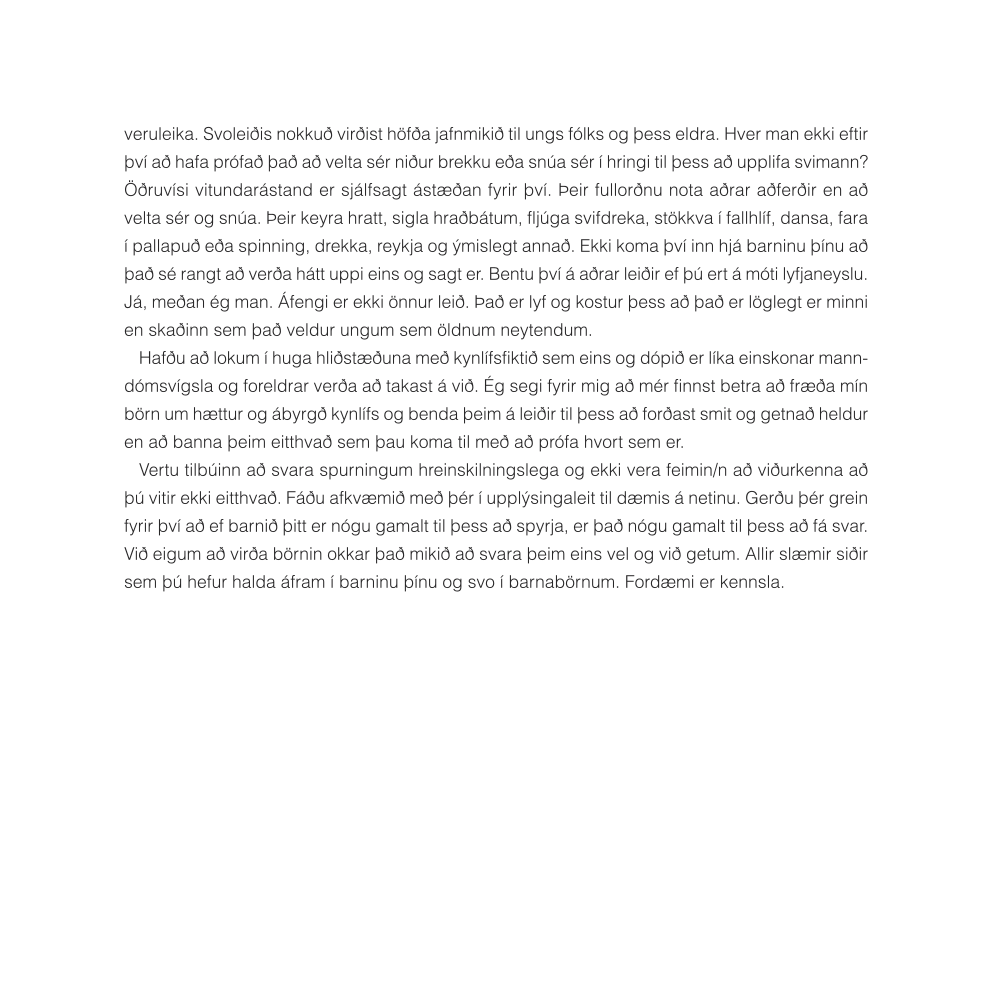 veruleika. Svoleiðis nokkuð virðist höfða jafnmikið til ungs fólks og þess eldra. Hver man ekki eftir
því að hafa prófað það að velta sér niður brekku eða snúa sér í hringi til þess að upplifa svimann?
Öðruvísi vitundarástand er sjálfsagt ástæðan fyrir því. Þeir fullorðnu nota aðrar aðferðir en að
velta sér og snúa. Þeir keyra hratt, sigla hraðbátum, fljúga svifdreka, stökkva í fallhlíf, dansa, fara
í pallapuð eða spinning, drekka, reykja og ýmislegt annað. Ekki koma því inn hjá barninu þínu að
það sé rangt að verða hátt uppi eins og sagt er. Bentu því á aðrar leiðir ef þú ert á móti lyfjaneyslu.
Já, meðan ég man. Áfengi er ekki önnur leið. Það er lyf og kostur þess að það er löglegt er minni
en skaðinn sem það veldur ungum sem öldnum neytendum.
Hafðu að lokum í huga hliðstæðuna með kynlífsfiktið sem eins og dópið er líka einskonar mann-
dómsvígsla og foreldrar verða að takast á við. Ég segi fyrir mig að mér finnst betra að fræða mín
börn um hættur og ábyrgð kynlífs og benda þeim á leiðir til þess að forðast smit og getnað heldur
en að banna þeim eitthvað sem þau koma til með að prófa hvort sem er.
Vertu tilbúinn að svara spurningum hreinskilningslega og ekki vera feimin/n að viðurkenna að
þú vitir ekki eitthvað. Fáðu afkvæmið með þér í upplýsingaleit til dæmis á netinu. Gerðu þér grein
fyrir því að ef barnið þitt er nógu gamalt til þess að spyrja, er það nógu gamalt til þess að fá svar.
Við eigum að virða börnin okkar það mikið að svara þeim eins vel og við getum. Allir slæmir siðir
sem þú hefur halda áfram í barninu þínu og svo í barnabörnum. Fordæmi er kennsla.